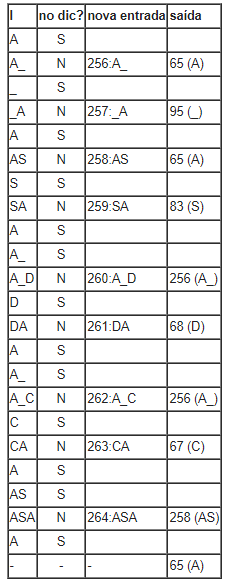 I no dic? nova entrada saída
A S
A_ N 256:A_ 65 (A)
_ S
_A N 257:_A 95 (_)
A S
AS N 258:AS 65 (A)
S S
SA N 259:SA 83 (S)
A S
A_ S
A_D N 260:A_D 256 (A_)
D S
DA N 261:DA 68 (D)
A S
A_ S
A_C N 262:A_C 256 (A_)
C S
CA N 263:CA 67 (C)
A S
AS S
ASA N 264:ASA 258 (AS)
A S
- - - 65 (A)